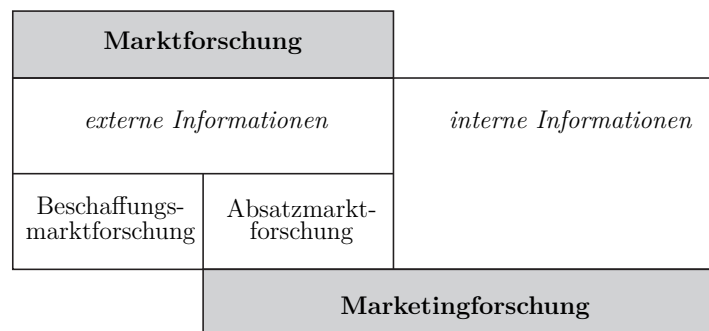 Marktforschung
externe Informationen
interne Informationen
Beschaffungs-
marktforschung
Absatzmarkt-
forschung
Marketingforschung